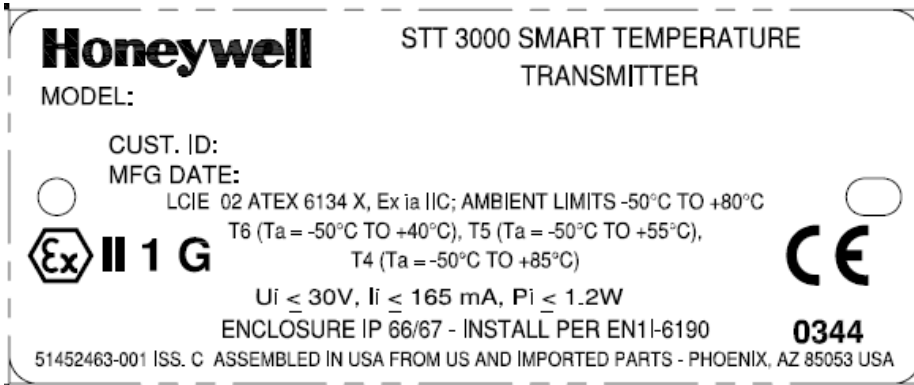 Honeywell
STT 3000 SMART TEMPERATURE
TRANSMITTER
MODEL:
CUST. ID:
MFG DATE:
LCIE 02 ATEX 6134 X, Ex ia IIC; AMBIENT LIMITS -50°C TO +80°C
T6 (Ta = -50°C TO +40°C), T5 (Ta = -50°C TO +55°C),
T4 (Ta = -50°C TO +85°C)
Ex II 1 G
CE
Ui ≤ 30V, Ii ≤ 165 mA, Pi ≤ 1.2W
ENCLOSURE IP 66/67 - INSTALL PER EN1I-6190
0344
51452463-001 ISS. C ASSEMBLED IN USA FROM US AND IMPORTED PARTS - PHOENIX, AZ 85053 USA